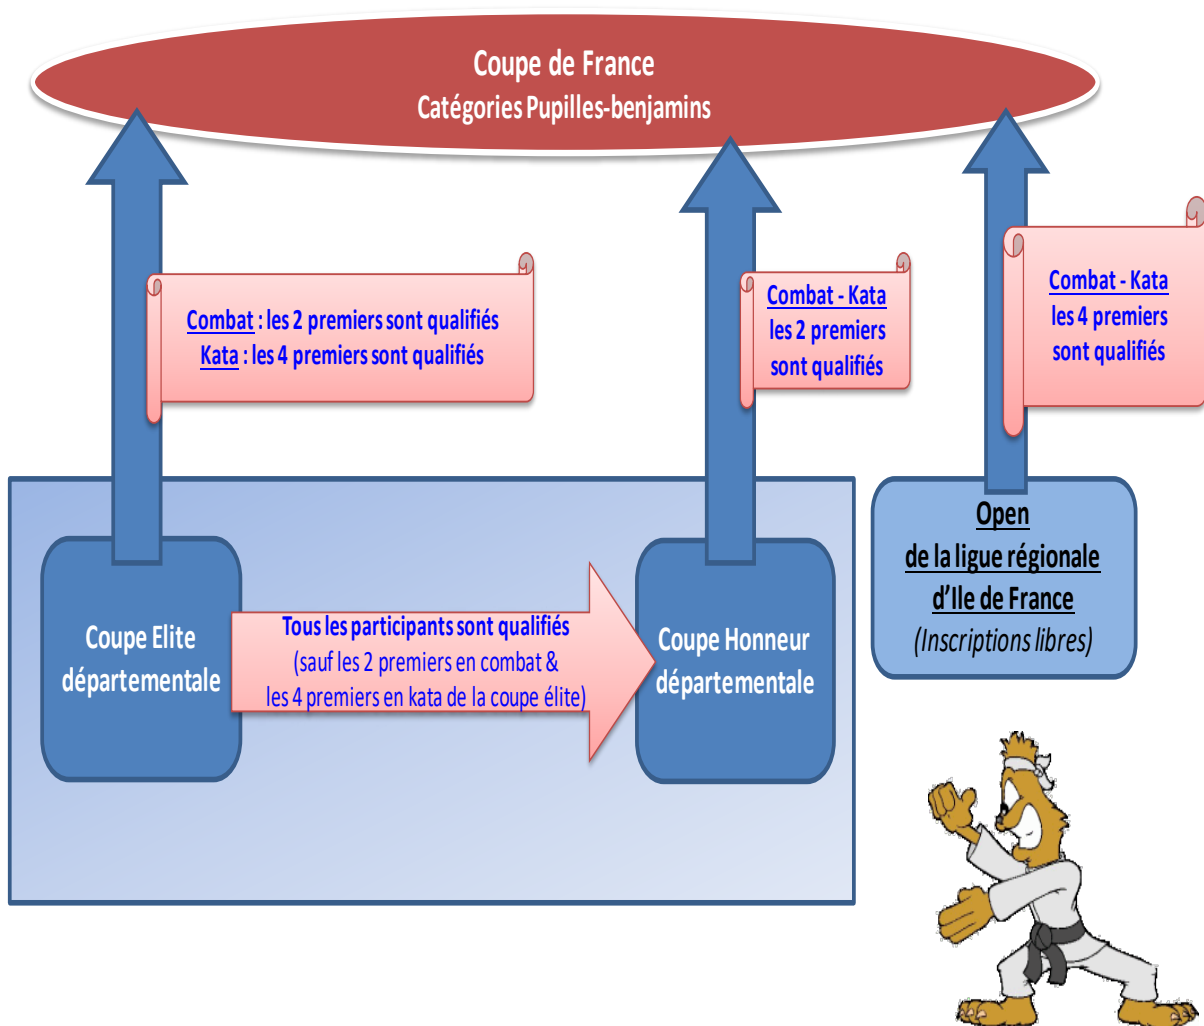 Coupe de France
Catégories Pupilles-benjamins
Combat : les 2 premiers sont qualifiés
Kata : les 4 premiers sont qualifiés
Combat - Kata
les 2 premiers
sont qualifiés
Combat - Kata
les 4 premiers
sont qualifiés
Coupe Elite
départementale
Tous les participants sont qualifiés
(sauf les 2 premiers en combat &
les 4 premiers en kata de la coupe élite)
Coupe Honneur
départementale
Open
de la ligue régionale
d’Ile de France
(Inscriptions libres)